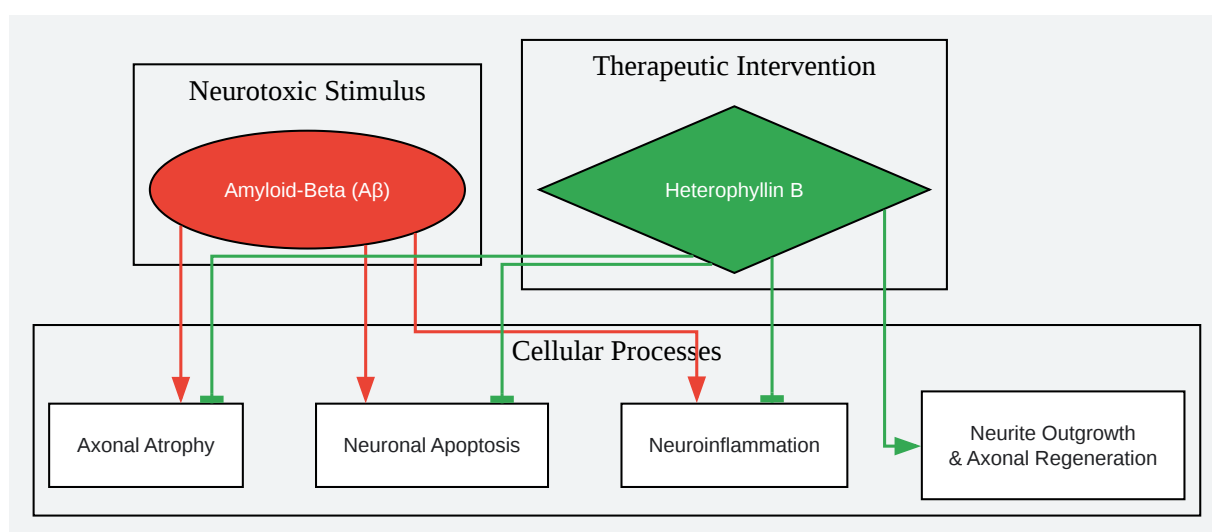 Neurotoxic Stimulus
Therapeutic Intervention
Amyloid-Beta (Aβ)
Heterophyllin B
Cellular Processes
Axonal Atrophy
Neuronal Apoptosis
Neuroinflammation
Neurite Outgrowth
& Axonal Regeneration